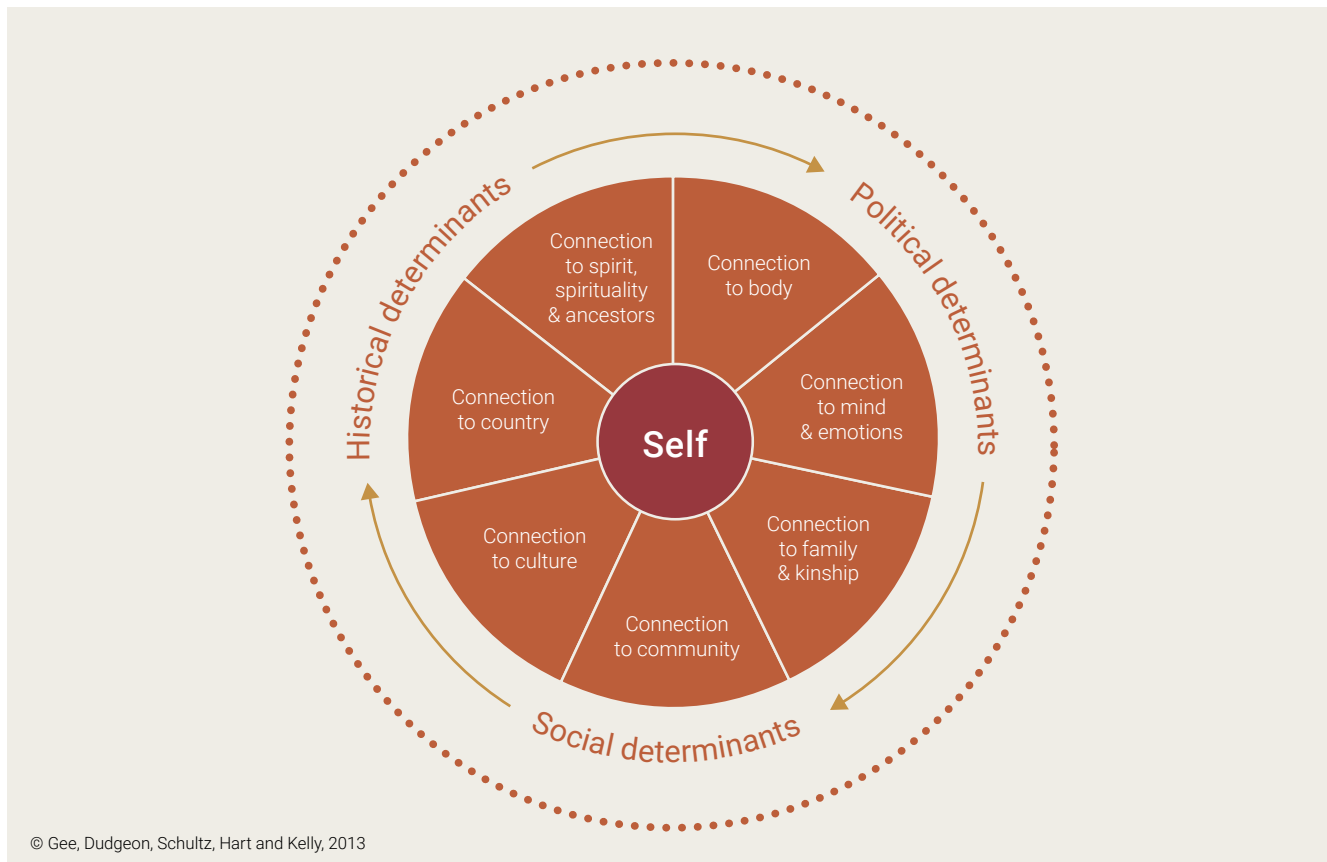 Historical determinants
Political determinants
Connection
to spirit,
spirituality
& ancestors
Connection
to body
Connection
to country
Connection
to mind
& emotions
Self
Connection
to culture
Connection
to family
& kinship
Connection
to community
Social determinants
© Gee, Dudgeon, Schultz, Hart and Kelly, 2013